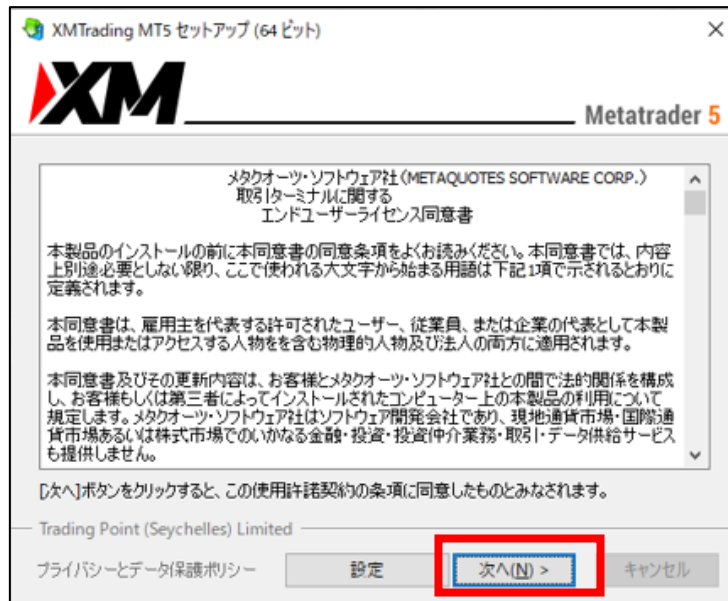 XMTrading MT5 セットアップ (64 ビット)
XM
Metatrader 5
メタクオーツ・ソフトウェア社(METAQUOTES SOFTWARE CORP.)
取引ターミナルに関する
エンドユーザーライセンス同意書
本製品のインストールの前に本同意書の同意条項をよくお読みください。本同意書では、内容
上別途必要としない限り、ここで使われる大文字から始まる用語は下記1項で示されるとおりに
定義されます。
本同意書は、雇用主を代表する許可されたユーザー、従業員、または企業の代表として本製
品を使用またはアクセスする人物をを含む物理的人物及び法人の両方に適用されます。
本同意書及びその更新内容は、お客様とメタクオーツ・ソフトウェア社との間で法的関係を構成
し、お客様もしくは第三者によってインストールされたコンピューター上の本製品の利用について
規定します。メタクオーツ・ソフトウェア社はソフトウェア開発会社であり、現地通貨市場・国際通
貨市場あるいは株式市場でのいかなる金融・投資・投資仲介業務・取引・データ供給サービス
も提供しません。
[次へ]ボタンをクリックすると、この使用許諾契約の条項に同意したものとみなされます。
Trading Point (Seychelles) Limited
プライバシーとデータ保護ポリシー 設定 次へ(N) > キャンセル